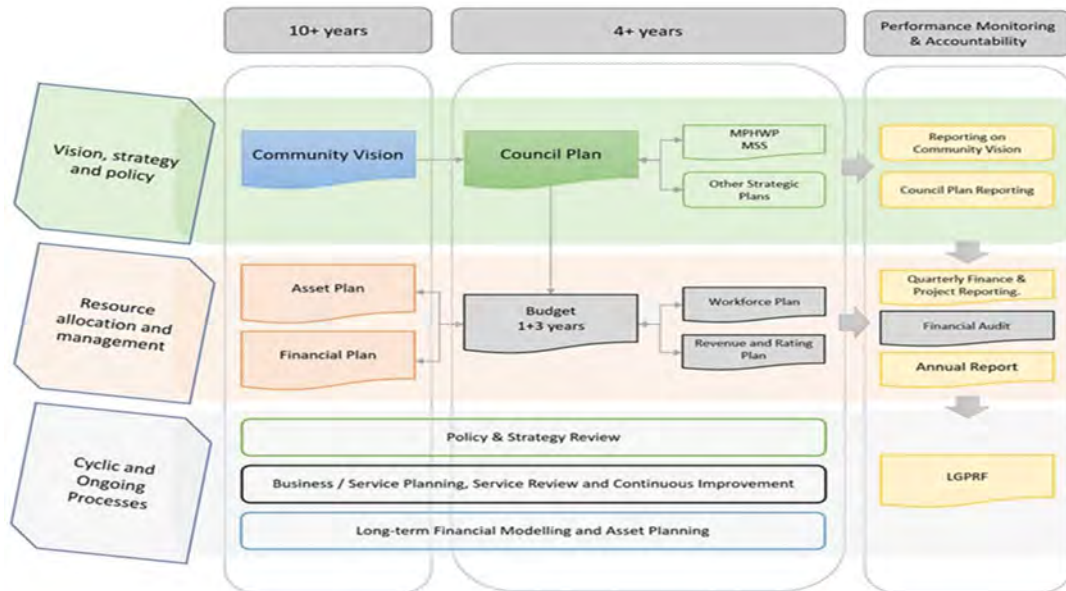 10+ years
4+ years
Performance Monitoring
& Accountability
Vision, strategy
and policy
Community Vision
Council Plan
MPHWP
MSS
Other Strategic
Plans
Reporting on
Community Vision
Council Plan Reporting
Resource
allocation and
management
Asset Plan
Financial Plan
Budget
1+3 years
Workforce Plan
Revenue and Rating
Plan
Quarterly Finance &
Project Reporting.
Financial Audit
Annual Report
Cyclic and
Ongoing
Processes
Policy & Strategy Review
Business / Service Planning, Service Review and Continuous Improvement
Long-term Financial Modelling and Asset Planning
LGPRF